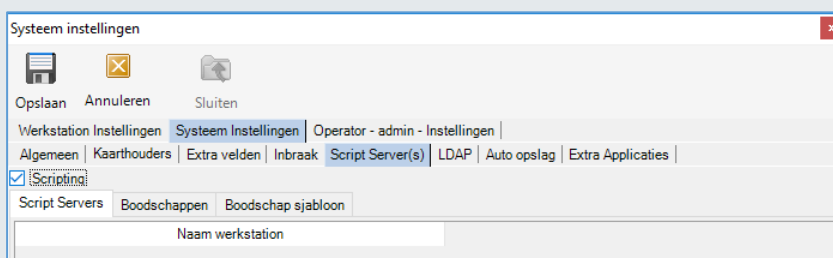 Systeem instellingen
x
Opslaan Annuleren Sluiten
Werkstation Instellingen Systeem Instellingen Operator - admin - Instellingen
Algemeen Kaarthouders Extra velden Inbraak Script Server(s) LDAP Auto opslag Extra Applicaties
Scripting
Script Servers Boodschappen Boodschap sjabloon
Naam werkstation